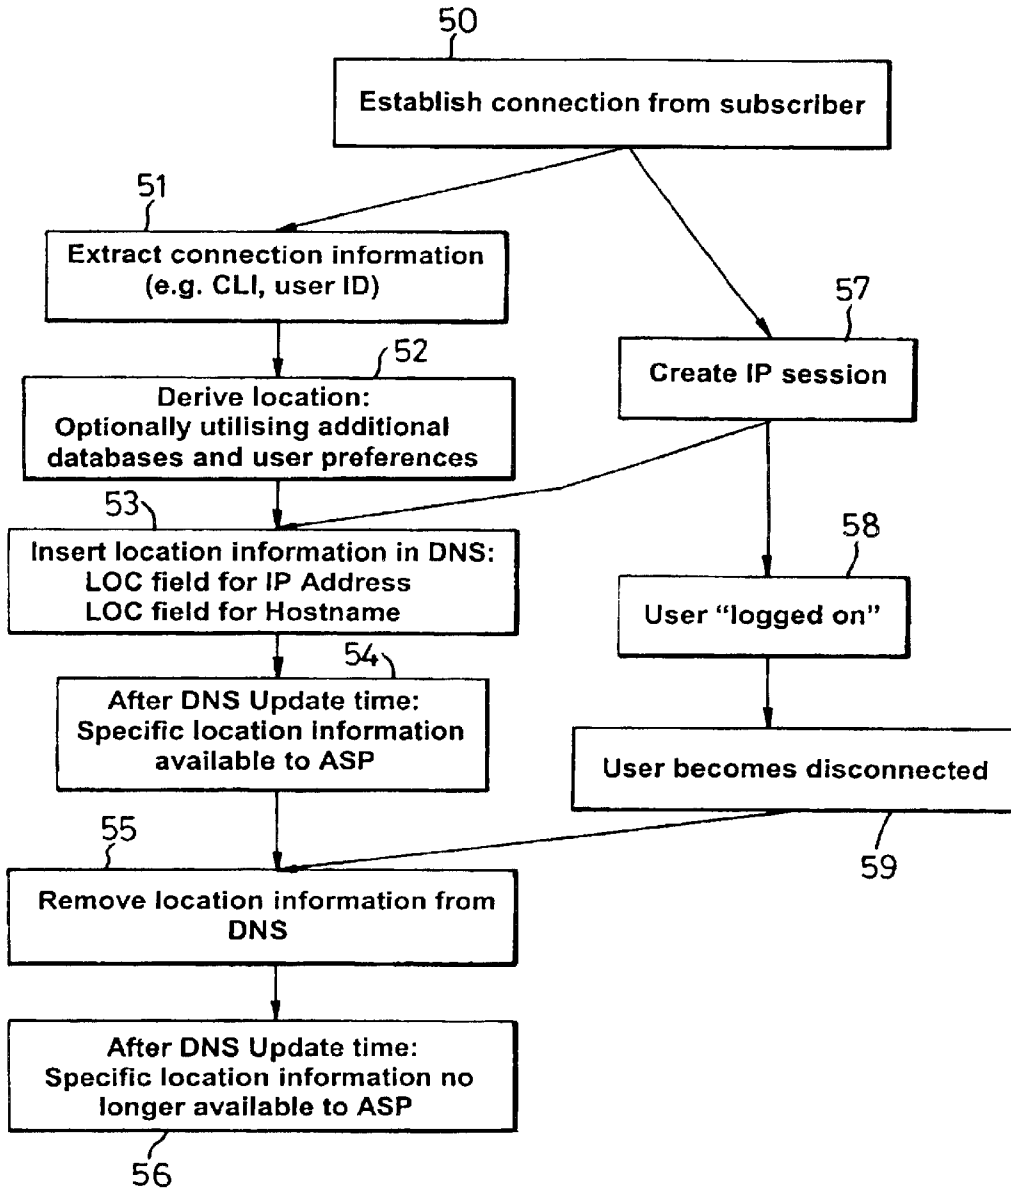 50
Establish connection from subscriber
51
Extract connection information
(e.g. CLI, user ID)
57
Create IP session
52
Derive location:
Optionally utilising additional
databases and user preferences
53
Insert location information in DNS:
LOC field for IP Address
LOC field for Hostname
58
User “logged on”
54
After DNS Update time:
Specific location information
available to ASP
User becomes disconnected
59
55
Remove location information from
DNS
After DNS Update time:
Specific location information no
longer available to ASP
56